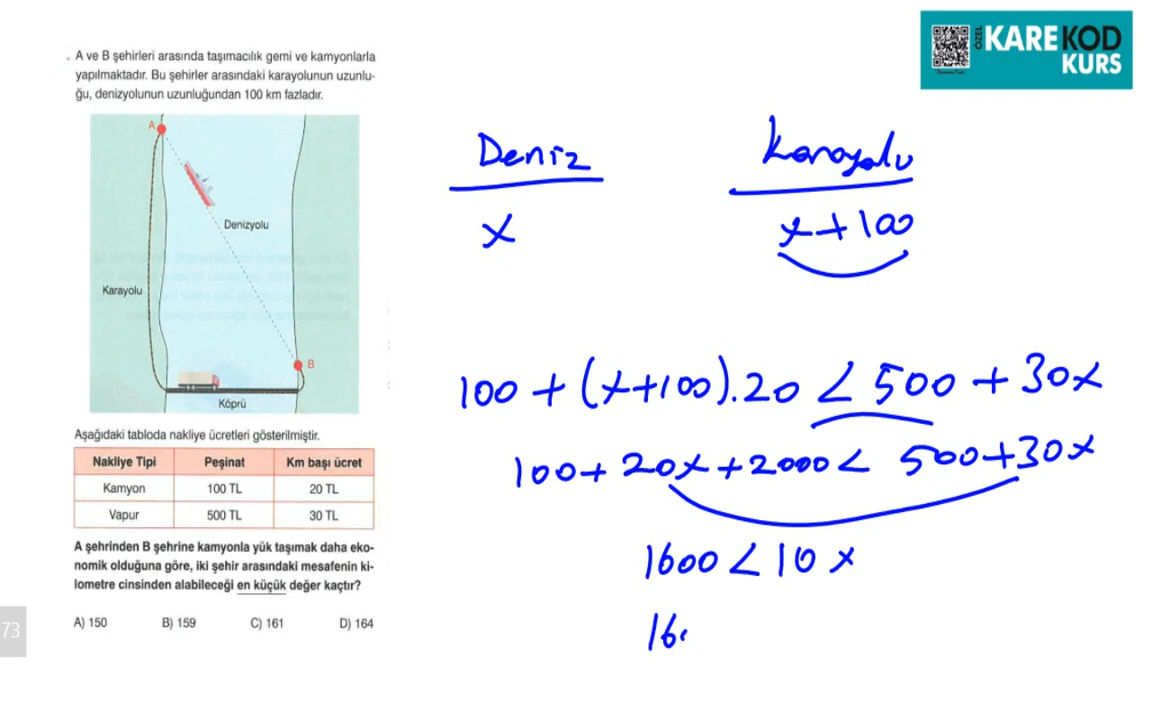 ÖZEL
KAREKOD
KURS
. A ve B şehirleri arasında taşımacılık gemi ve kamyonlarla
yapılmaktadır. Bu şehirler arasındaki karayolunun uzunlu-
ğu, denizyolunun uzunluğundan 100 km fazladır.
A
Denizyolu
Karayolu
B
Köprü
Aşağıdaki tabloda nakliye ücretleri gösterilmiştir.
Nakliye Tipi Peşinat Km başı ücret
Kamyon 100 TL 20 TL
Vapur 500 TL 30 TL
A şehrinden B şehrine kamyonla yük taşımak daha eko-
nomik olduğuna göre, iki şehir arasındaki mesafenin ki-
lometre cinsinden alabileceği en küçük değer kaçtır?
A) 150 B) 159 C) 161 D) 164
73
Deniz Karayolu
x x+100
100 + (x+100).20 < 500 + 30x
100+ 20x+2000< 500+30x
1600 < 10 x
16